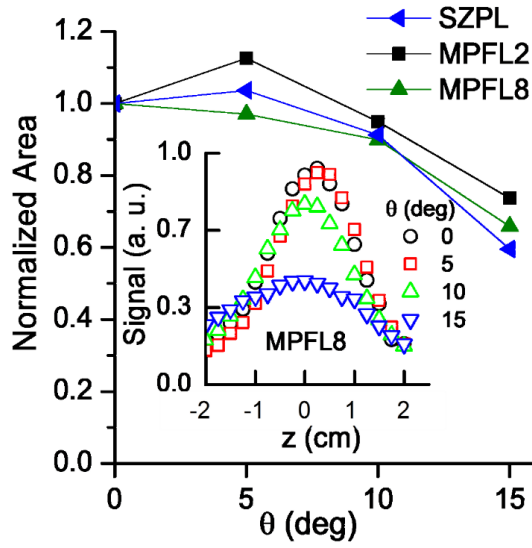 SZPL
MPFL2
MPFL8
Normalized Area
1.2
1.0
0.8
0.6
0.4
0.2
0.0
0 5 10 15
θ (deg)
Signal (a. u.)
1.0
0.7
0.3
0.0
-2 -1 0 1 2
z (cm)
MPFL8
θ (deg)
0
5
10
15